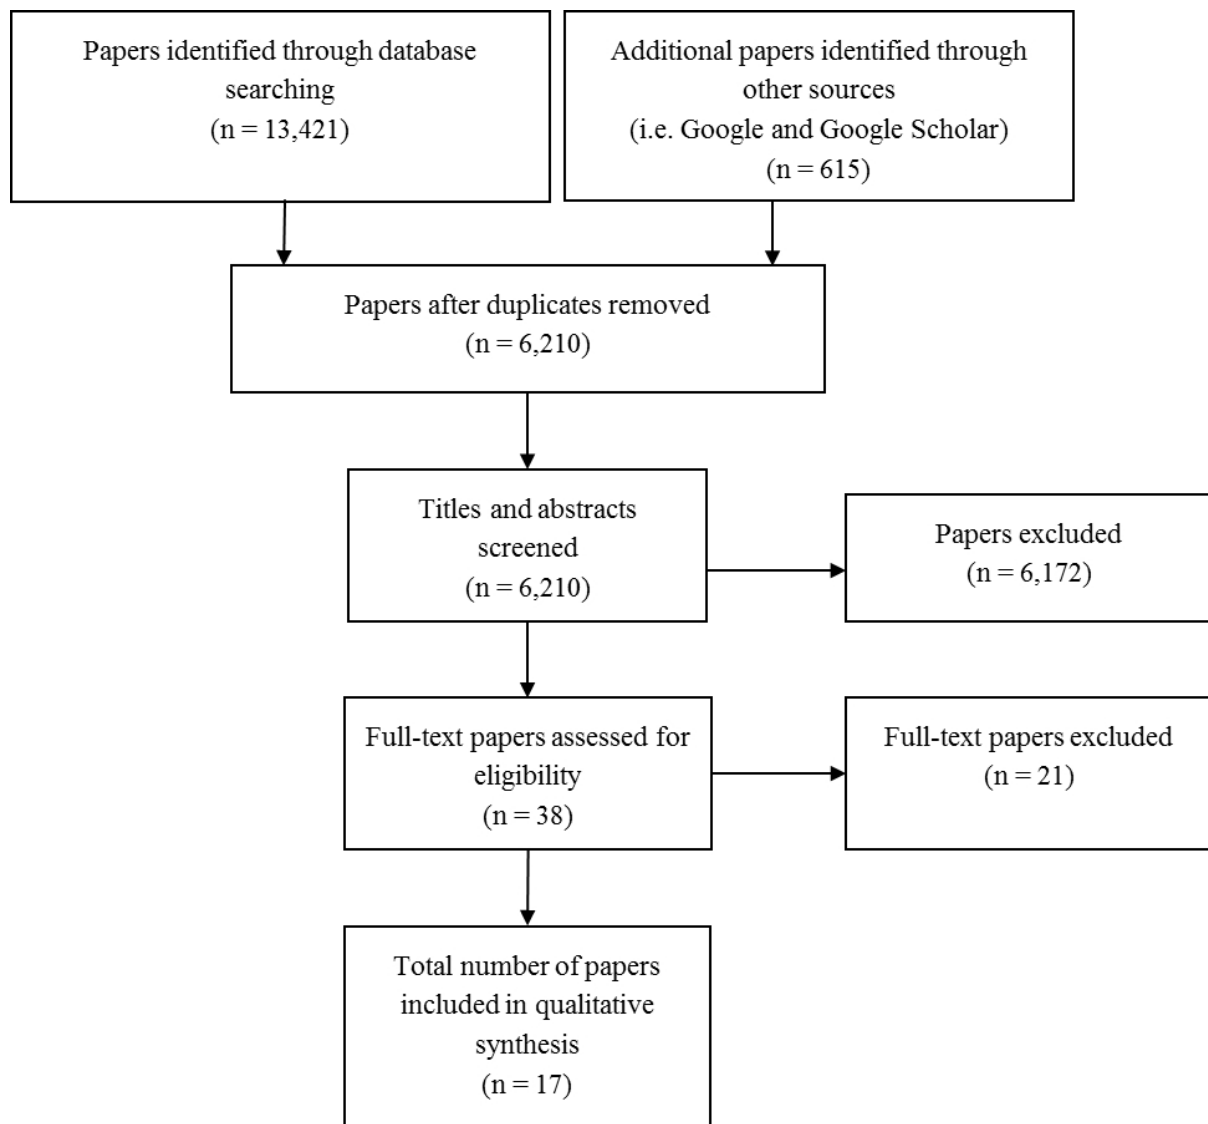 Papers identified through database
searching
(n = 13,421)
Additional papers identified through
other sources
(i.e. Google and Google Scholar)
(n = 615)
Papers after duplicates removed
(n = 6,210)
Titles and abstracts
screened
(n = 6,210)
Papers excluded
(n = 6,172)
Full-text papers assessed for
eligibility
(n = 38)
Full-text papers excluded
(n = 21)
Total number of papers
included in qualitative
synthesis
(n = 17)